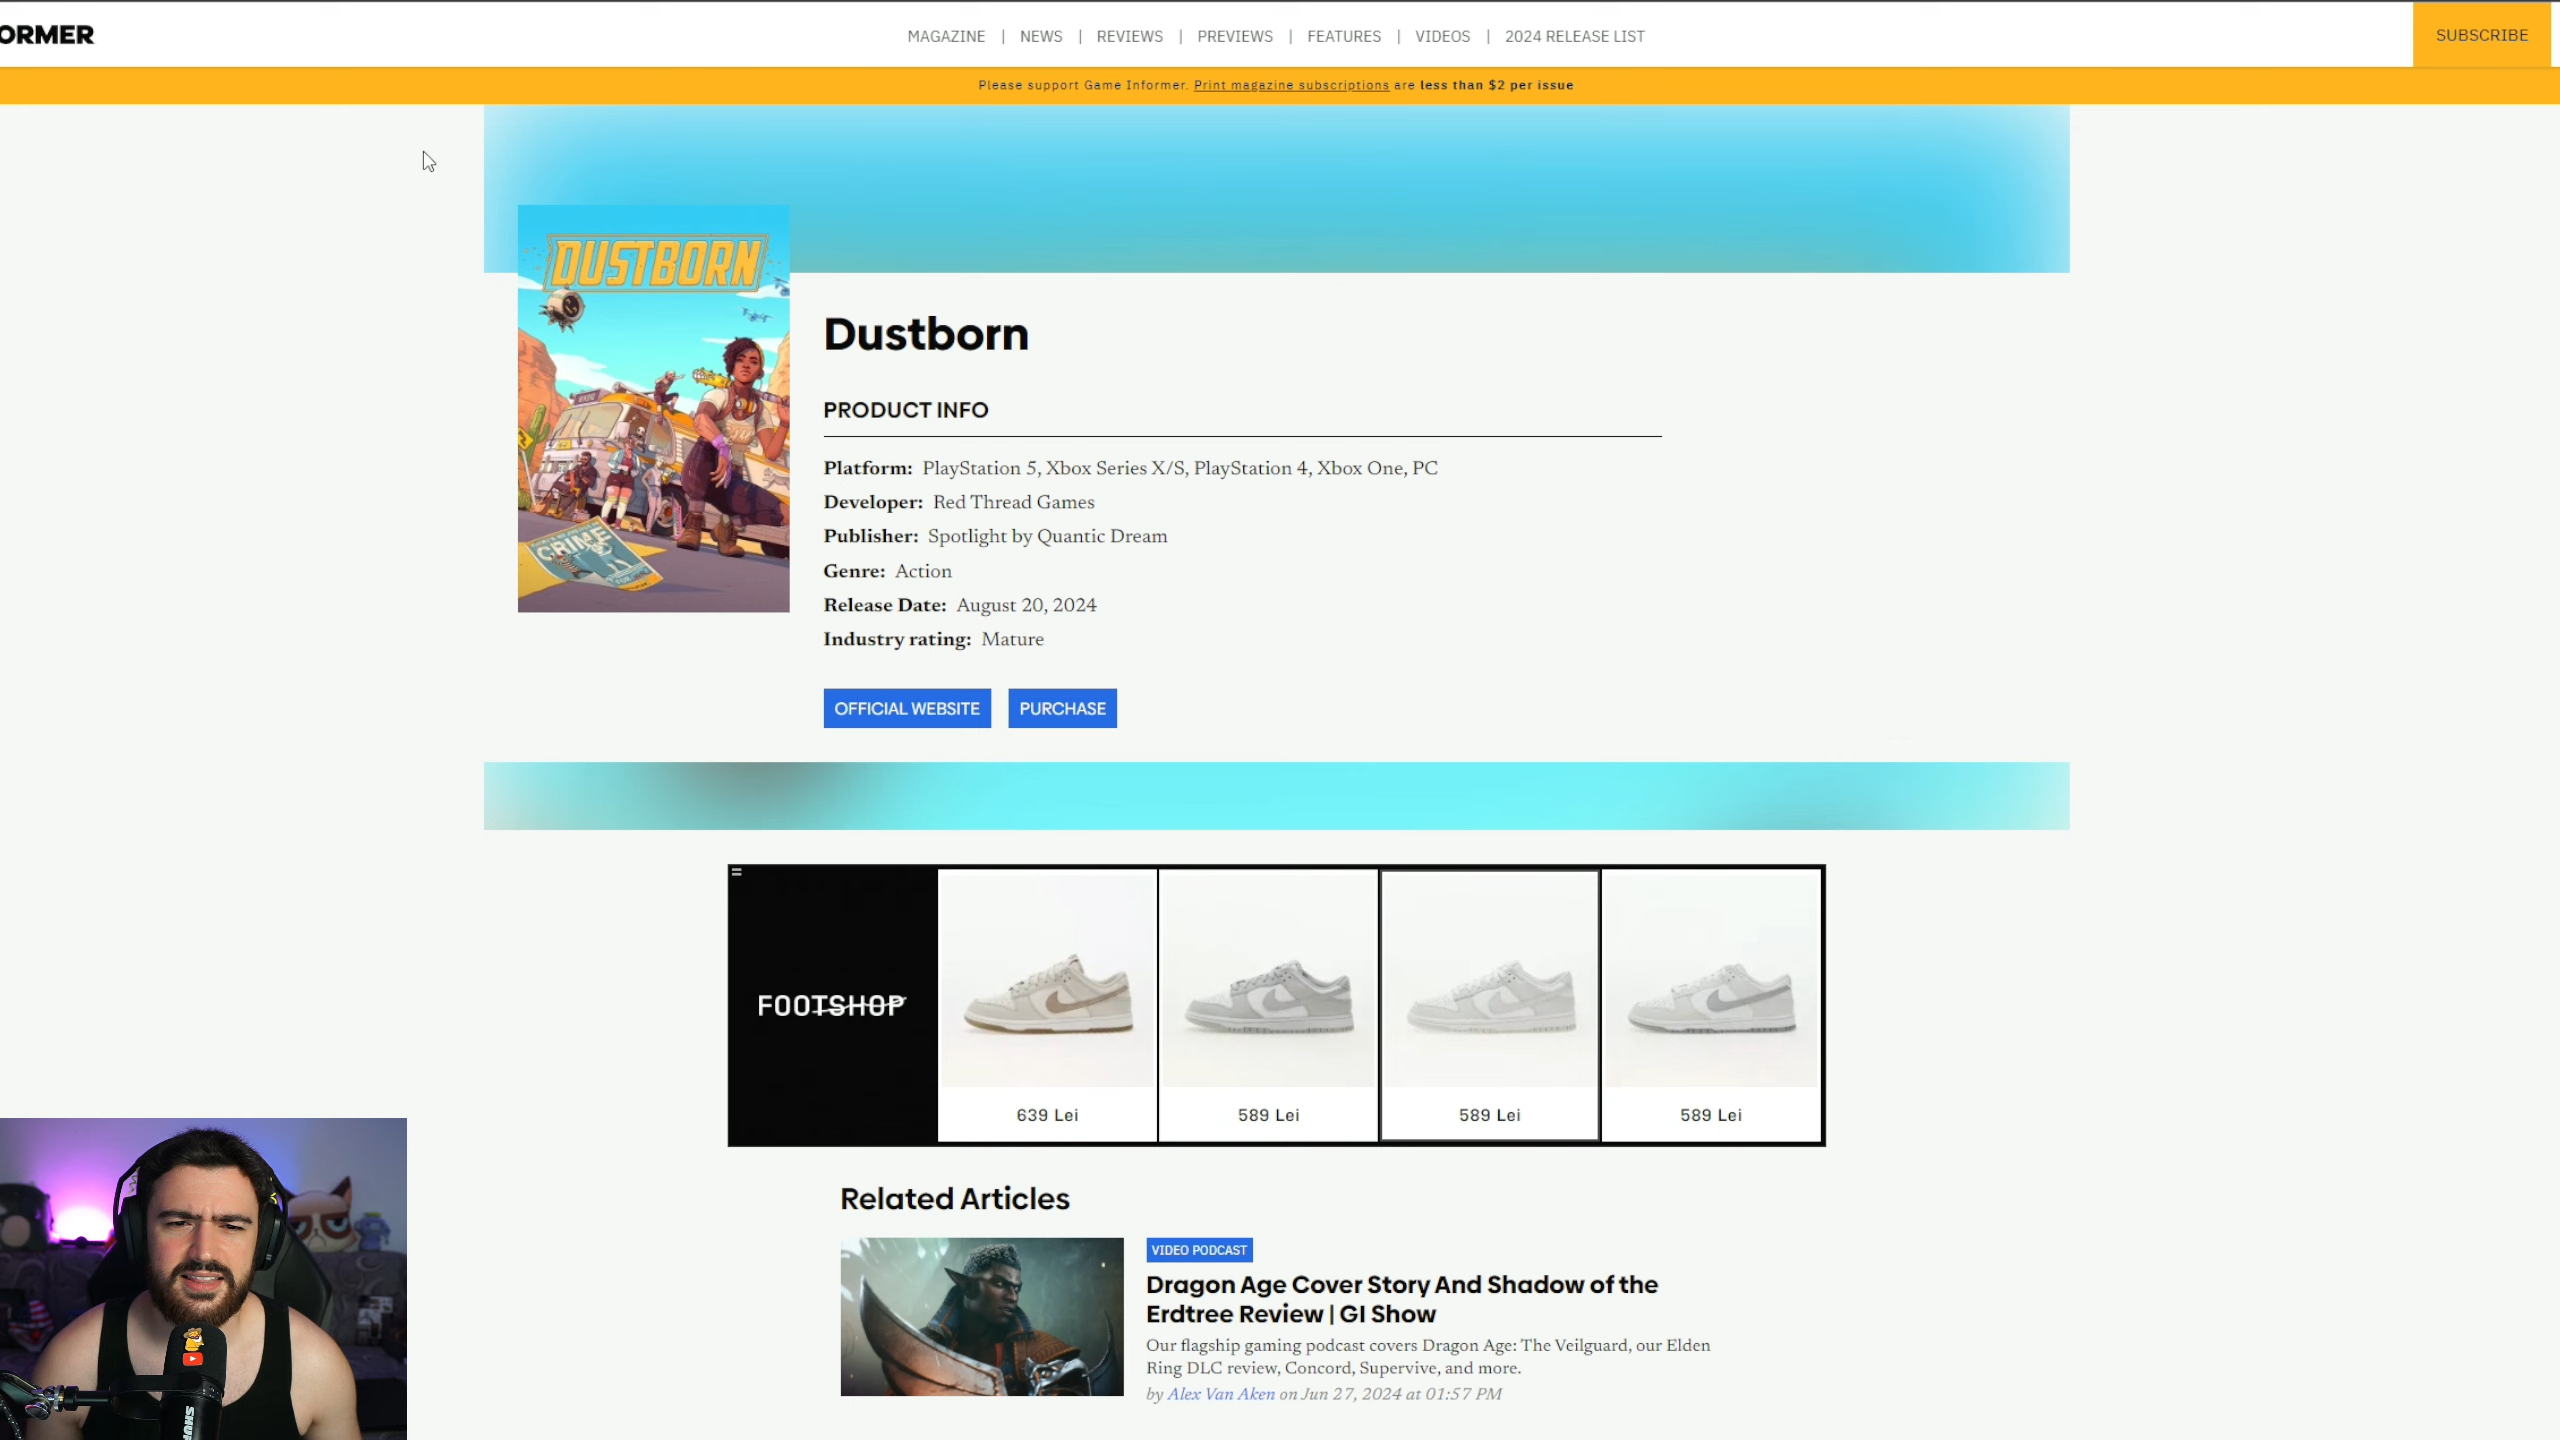 ORMER
MAGAZINE | NEWS | REVIEWS | PREVIEWS | FEATURES | VIDEOS | 2024 RELEASE LIST
SUBSCRIBE
Please support Game Informer. Print magazine subscriptions are less than $2 per issue
DUSTBORN
CRIME
Dustborn
PRODUCT INFO
Platform: PlayStation 5, Xbox Series X/S, PlayStation 4, Xbox One, PC
Developer: Red Thread Games
Publisher: Spotlight by Quantic Dream
Genre: Action
Release Date: August 20, 2024
Industry rating: Mature
OFFICIAL WEBSITE PURCHASE
FOOTSHOP
639 Lei
589 Lei
589 Lei
589 Lei
Related Articles
VIDEO PODCAST
Dragon Age Cover Story And Shadow of the
Erdtree Review | GI Show
Our flagship gaming podcast covers Dragon Age: The Veilguard, our Elden
Ring DLC review, Concord, Supervive, and more.
by Alex Van Aken on Jun 27, 2024 at 01:57 PM
SHUR